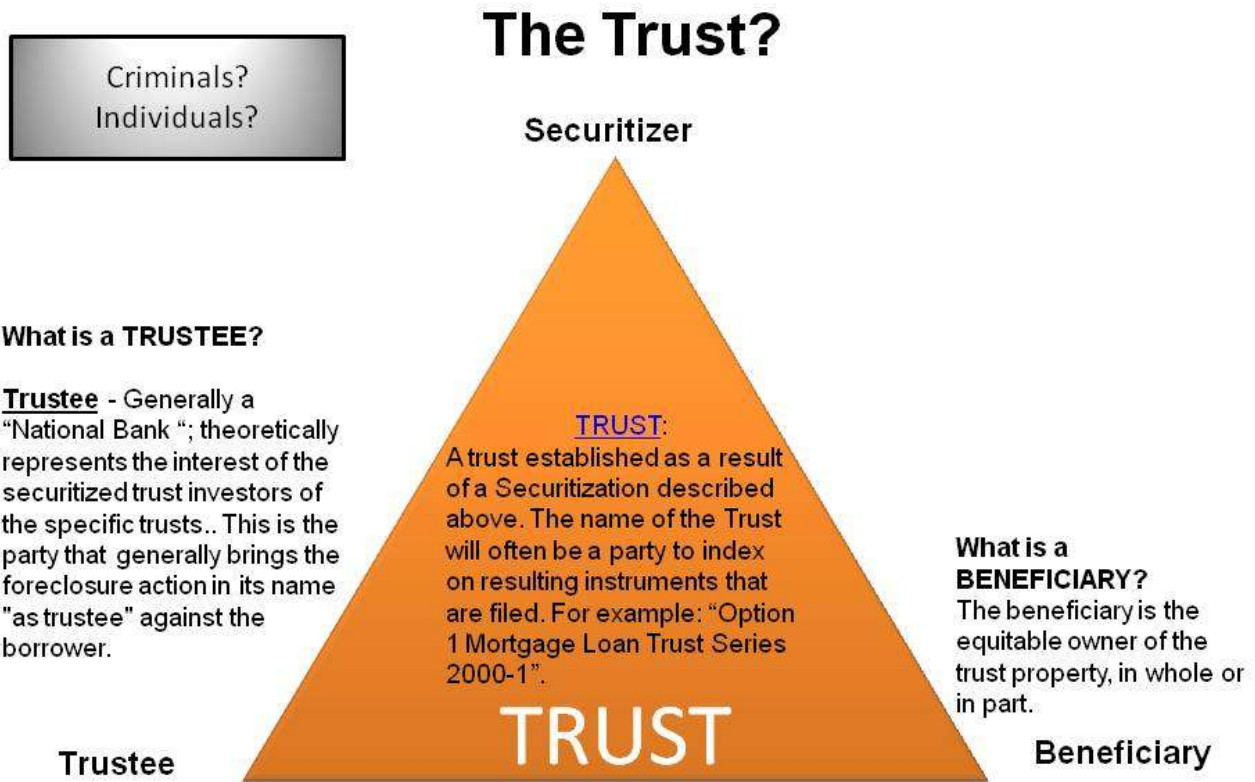 The Trust?
Criminals?
Individuals?
Securitizer
What is a TRUSTEE?
Trustee - Generally a
“National Bank “; theoretically
represents the interest of the
securitized trust investors of
the specific trusts.. This is the
party that generally brings the
foreclosure action in its name
"as trustee" against the
borrower.
TRUST:
A trust established as a result
of a Securitization described
above. The name of the Trust
will often be a party to index
on resulting instruments that
are filed. For example: “Option
1 Mortgage Loan Trust Series
2000-1”.
TRUST
What is a
BENEFICIARY?
The beneficiary is the
equitable owner of the
trust property, in whole or
in part.
Trustee
Beneficiary